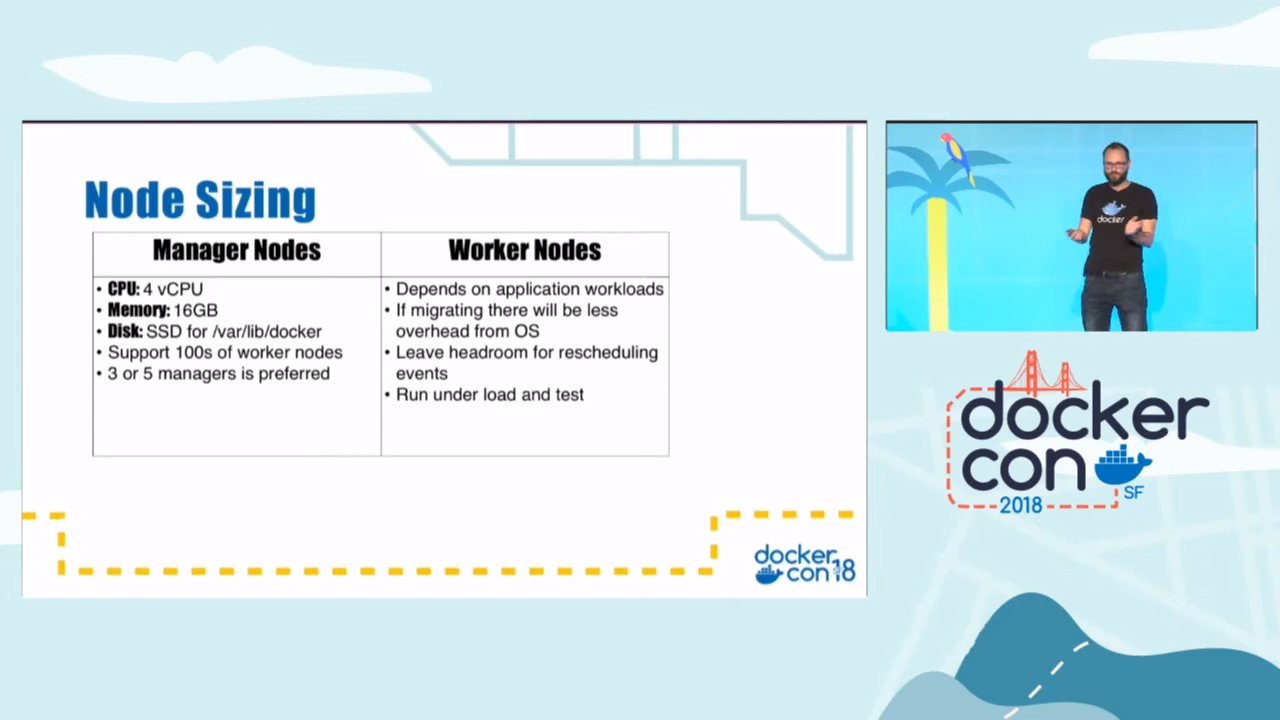 Node Sizing
Manager Nodes
• CPU: 4 vCPU
• Memory: 16GB
• Disk: SSD for /var/lib/docker
• Support 100s of worker nodes
• 3 or 5 managers is preferred
Worker Nodes
• Depends on application workloads
• If migrating there will be less
overhead from OS
• Leave headroom for rescheduling
events
• Run under load and test
docker
con 18
docker
docker
con
SF
2018